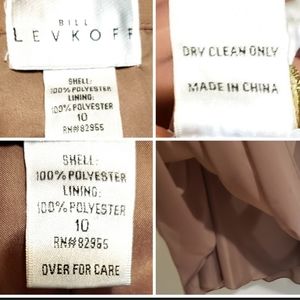 BILL
LEVKOFF
SHELL:
100% POLYESTER
LINING:
100% POLYESTER
10
RN#82955
DRY CLEAN ONLY
MADE IN CHINA
SHELL:
100% POLYESTER
LINING:
100% POLYESTER
10
RN#82955
OVER FOR CARE